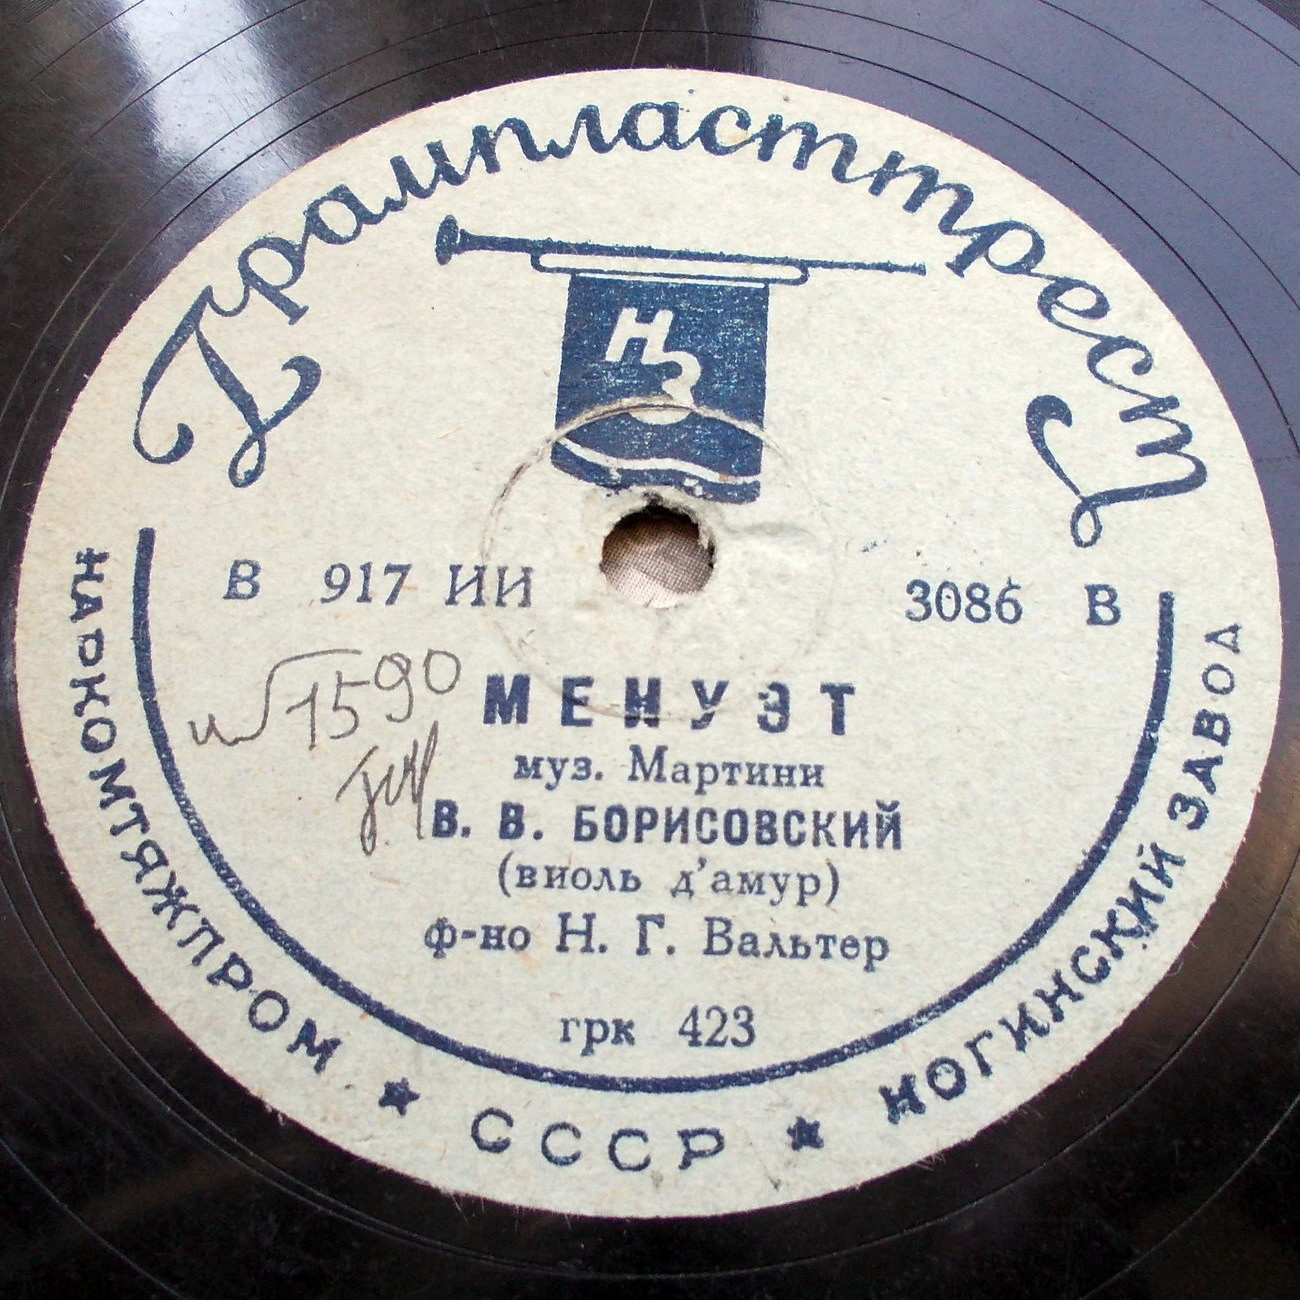 Грампласттрест
НЗ
В 917 ИИ 3086 В
1590
МЕНУЭТ
муз. Мартини
В. В. БОРИСОВСКИЙ
(виоль д'амур)
ф-но Н. Г. Вальтер
грк 423
НАРКОМТЯЖПРОМ ★ СССР ★ НОГИНСКИЙ ЗАВОД